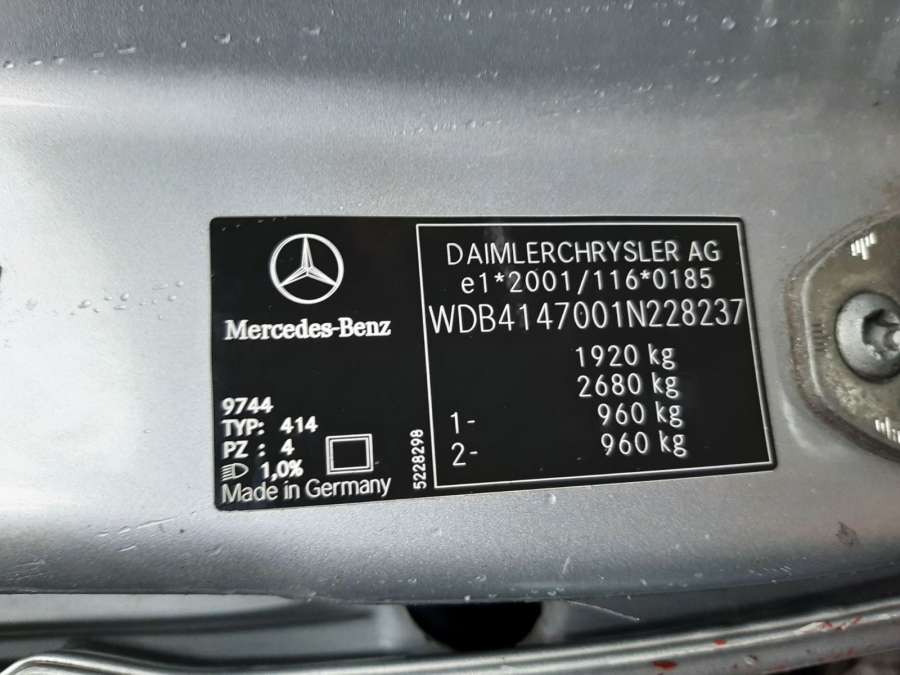 Mercedes-Benz
9744
TYP: 414
PZ : 4
1,0%
Made in Germany
5228298
DAIMLERCHRYSLER AG
e1*2001/116*0185
WDB4147001N228237
1920 kg
2680 kg
1- 960 kg
2- 960 kg